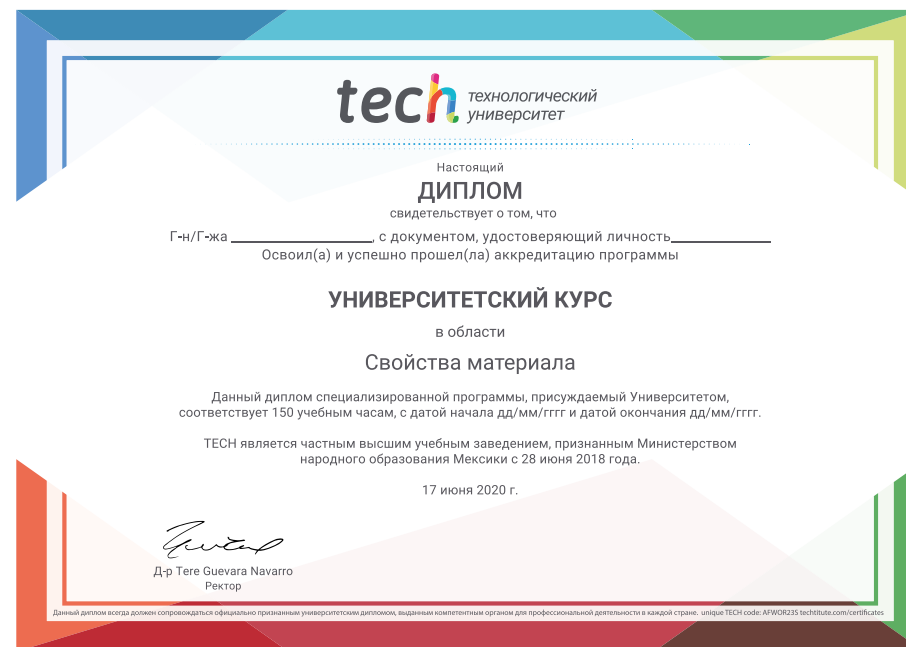 tech технологический
университет
Настоящий
ДИПЛОМ
свидетельствует о том, что
Г-н/Г-жа ____________________, с документом, удостоверяющий личность______________
Освоил(а) и успешно прошел(ла) аккредитацию программы
УНИВЕРСИТЕТСКИЙ КУРС
в области
Свойства материала
Данный диплом специализированной программы, присуждаемый Университетом,
соответствует 150 учебным часам, с датой начала дд/мм/гггг и датой окончания дд/мм/гггг.
TECH является частным высшим учебным заведением, признанным Министерством
народного образования Мексики с 28 июня 2018 года.
17 июня 2020 г.
Д-р Tere Guevara Navarro
Ректор
Данный диплом всегда должен сопровождаться официально признанным университетским дипломом, выданным компетентным органом для профессиональной деятельности в каждой стране. unique TECH code: AFWOR23S techtitute.com/certificates